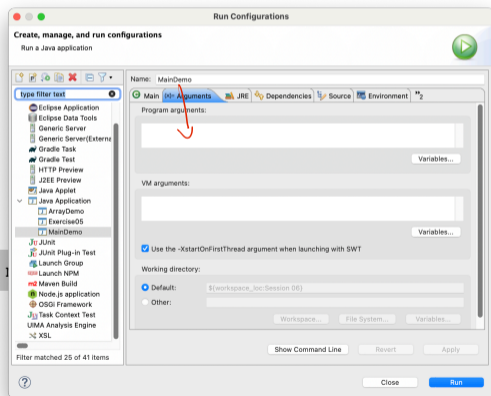 Run Configurations
Create, manage, and run configurations
Run a Java application
type filter text
Eclipse Application
Eclipse Data Tools
Generic Server
Generic Server(Externa
Gradle Task
Gradle Test
HTTP Preview
J2EE Preview
Java Applet
Java Application
ArrayDemo
Exercise05
MainDemo
JUnit
JUnit Plug-in Test
Launch Group
Launch NPM
Maven Build
Node.js application
OSGi Framework
Task Context Test
UIMA Analysis Engine
XSL
Filter matched 25 of 41 items
Name: MainDemo
Main Arguments JRE Dependencies Source Environment "2
Program arguments:
Variables...
VM arguments:
Variables...
Use the -XstartOnFirstThread argument when launching with SWT
Working directory:
Default: ${workspace_loc:Session 06}
Other:
Workspace... File System... Variables...
Show Command Line Revert Apply
? Close Run